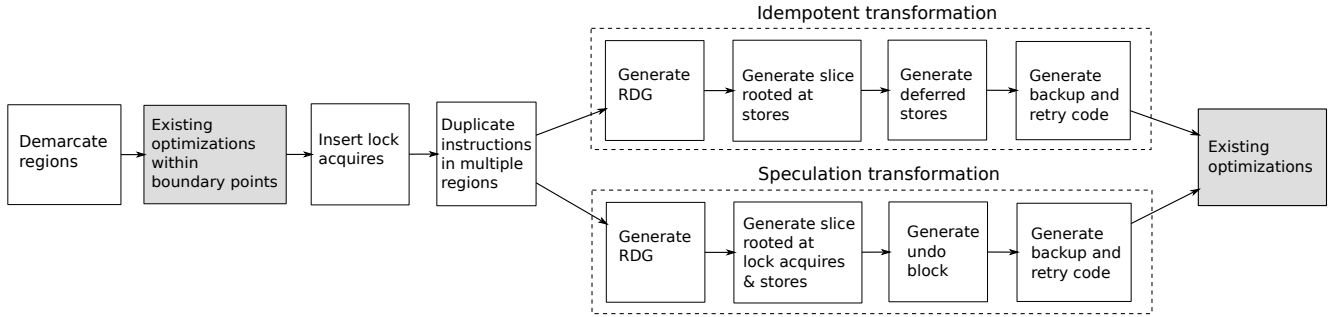 Idempotent transformation
Demarcate
regions
Existing
optimizations
within
boundary points
Insert lock
acquires
Duplicate
instructions
in multiple
regions
Generate
RDG
Generate slice
rooted at
stores
Generate
deferred
stores
Generate
backup and
retry code
Speculation transformation
Generate
RDG
Generate slice
rooted at
lock acquires
& stores
Generate
undo
block
Generate
backup and
retry code
Existing
optimizations